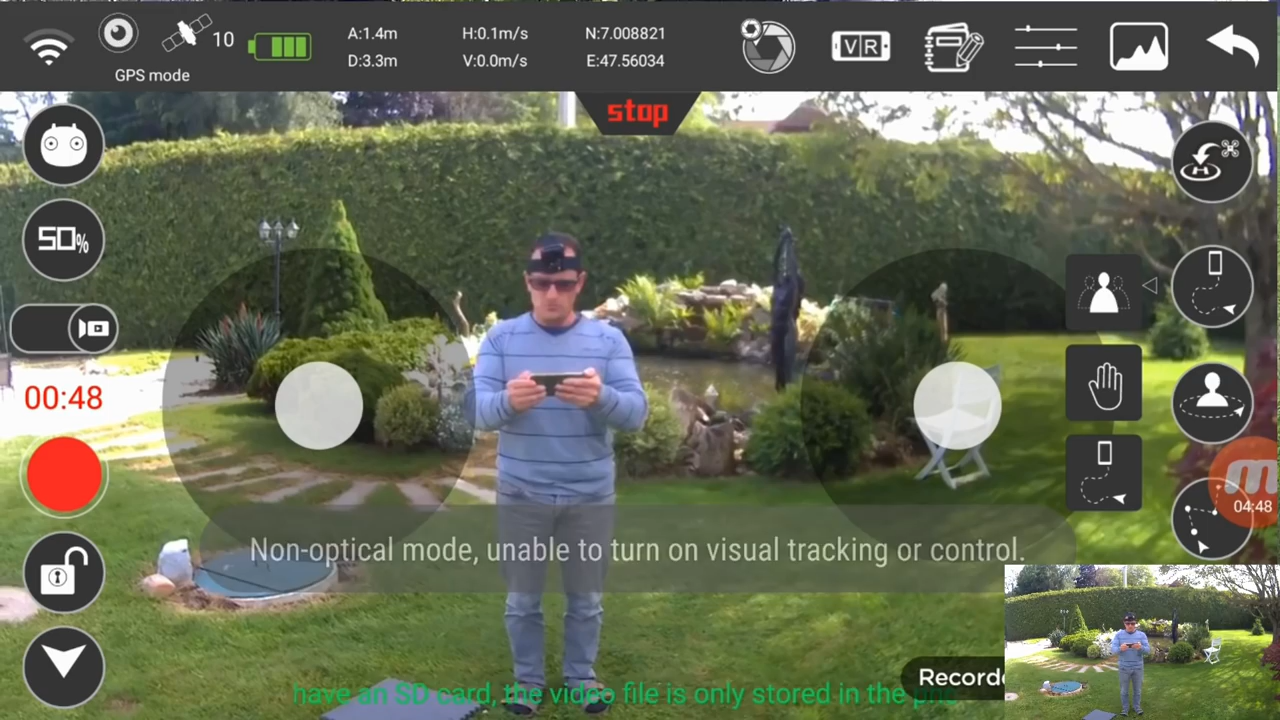 10
GPS mode
A:1.4m
D:3.3m
H:0.1m/s
V:0.0m/s
N:7.008821
E:47.56034
VR
stop
50%
00:48
H
04:48
Non-optical mode, unable to turn on visual tracking or control.
Recorde
have an SD card, the video file is only stored in the